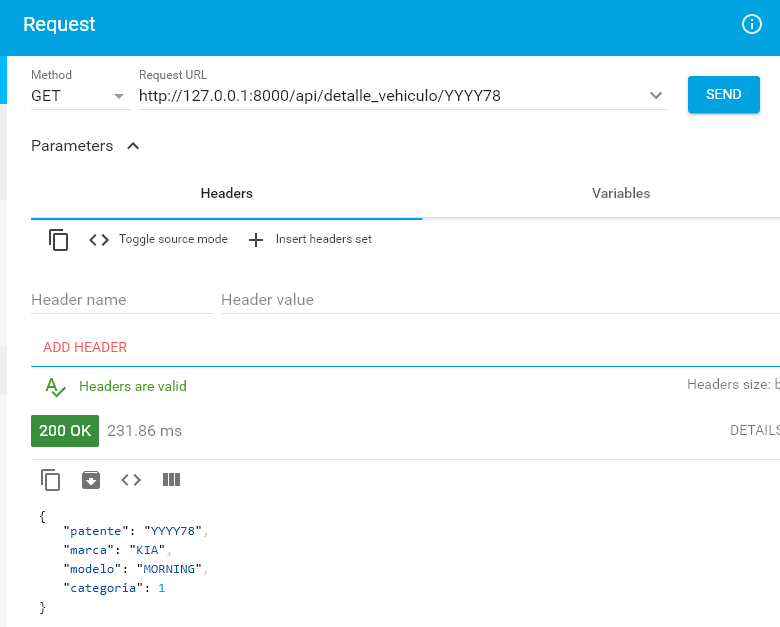 Request
Method
Request URL
GET
http://127.0.0.1:8000/api/detalle_vehiculo/YYYY78
SEND
Parameters
Headers
Variables
Toggle source mode
Insert headers set
Header name
Header value
ADD HEADER
Headers are valid
Headers size: b
200 OK
231.86 ms
DETAILS
{
"patente": "YYYY78",
"marca": "KIA",
"modelo": "MORNING",
"categoria": 1
}